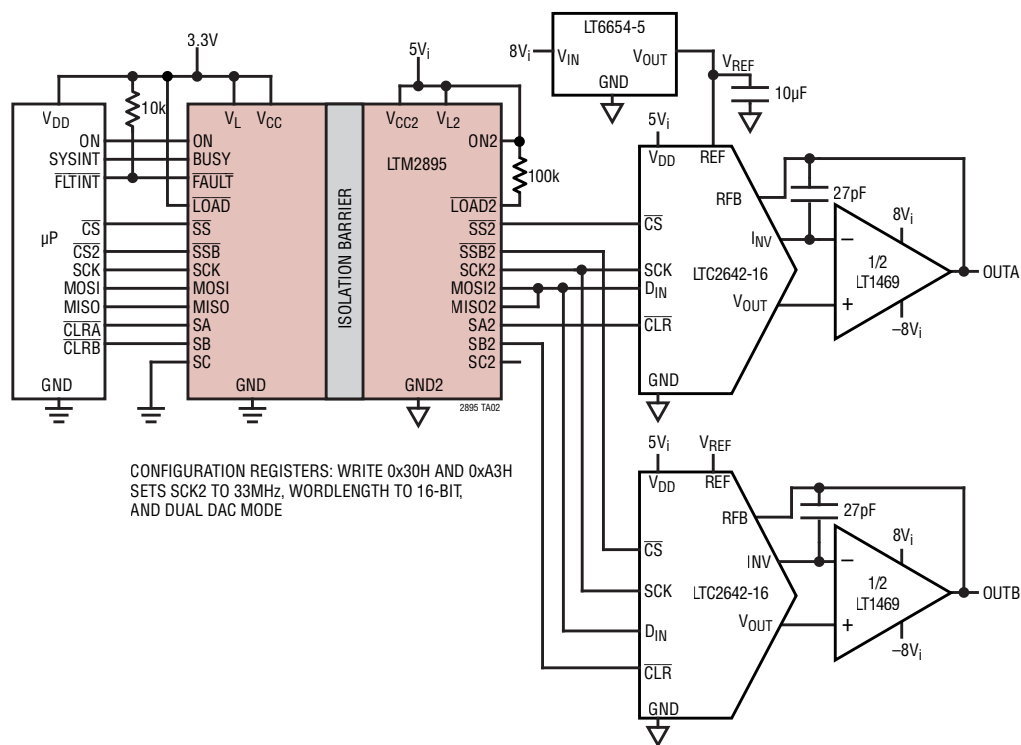 3.3V
10k
VDD
ON
SYSINT
FLTINT
CS
µP
CS2
SCK
MOSI
MISO
CLRA
CLRB
GND
VL
VCC
ON
BUSY
FAULT
LOAD
SS
SSB
SCK
MOSI
MISO
SA
SB
SC
GND
ISOLATION BARRIER
5Vi
VCC2
VL2
LTM2895
ON2
100k
LOAD2
SS2
SSB2
SCK2
MOSI2
MISO2
SA2
SB2
SC2
GND2
2895 TA02
CONFIGURATION REGISTERS: WRITE 0x30H AND 0xA3H
SETS SCK2 TO 33MHz, WORDLENGTH TO 16-BIT,
AND DUAL DAC MODE
LT6654-5
8Vi
VIN
VOUT
GND
VREF
10µF
5Vi
VDD
REF
RFB
27pF
CS
INV
LTC2642-16
SCK
DIN
VOUT
CLR
GND
8Vi
–
1/2
LT1469
+
–8Vi
OUTA
5Vi
VREF
VDD
REF
RFB
27pF
CS
INV
SCK
LTC2642-16
DIN
VOUT
CLR
GND
8Vi
–
1/2
LT1469
+
–8Vi
OUTB